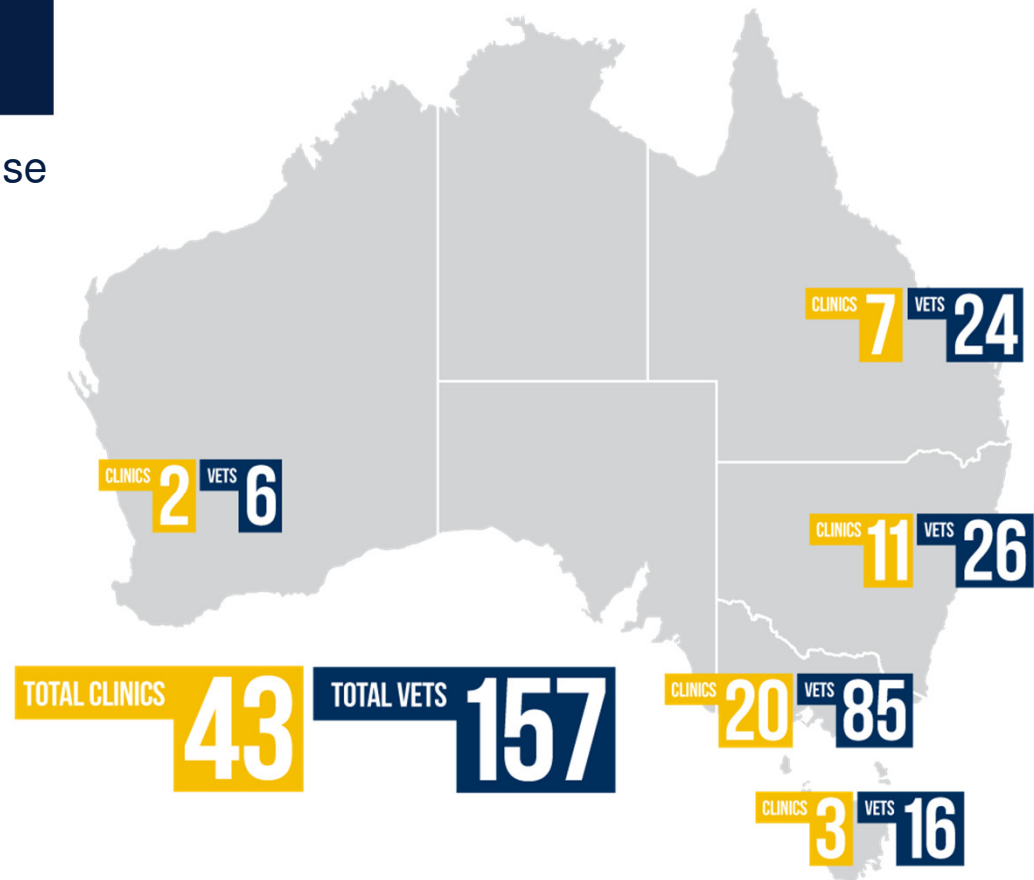 se
CLINICS 7 VETS 24
CLINICS 2 VETS 6
CLINICS 11 VETS 26
TOTAL CLINICS 43 TOTAL VETS 157
CLINICS 20 VETS 85
CLINICS 3 VETS 16